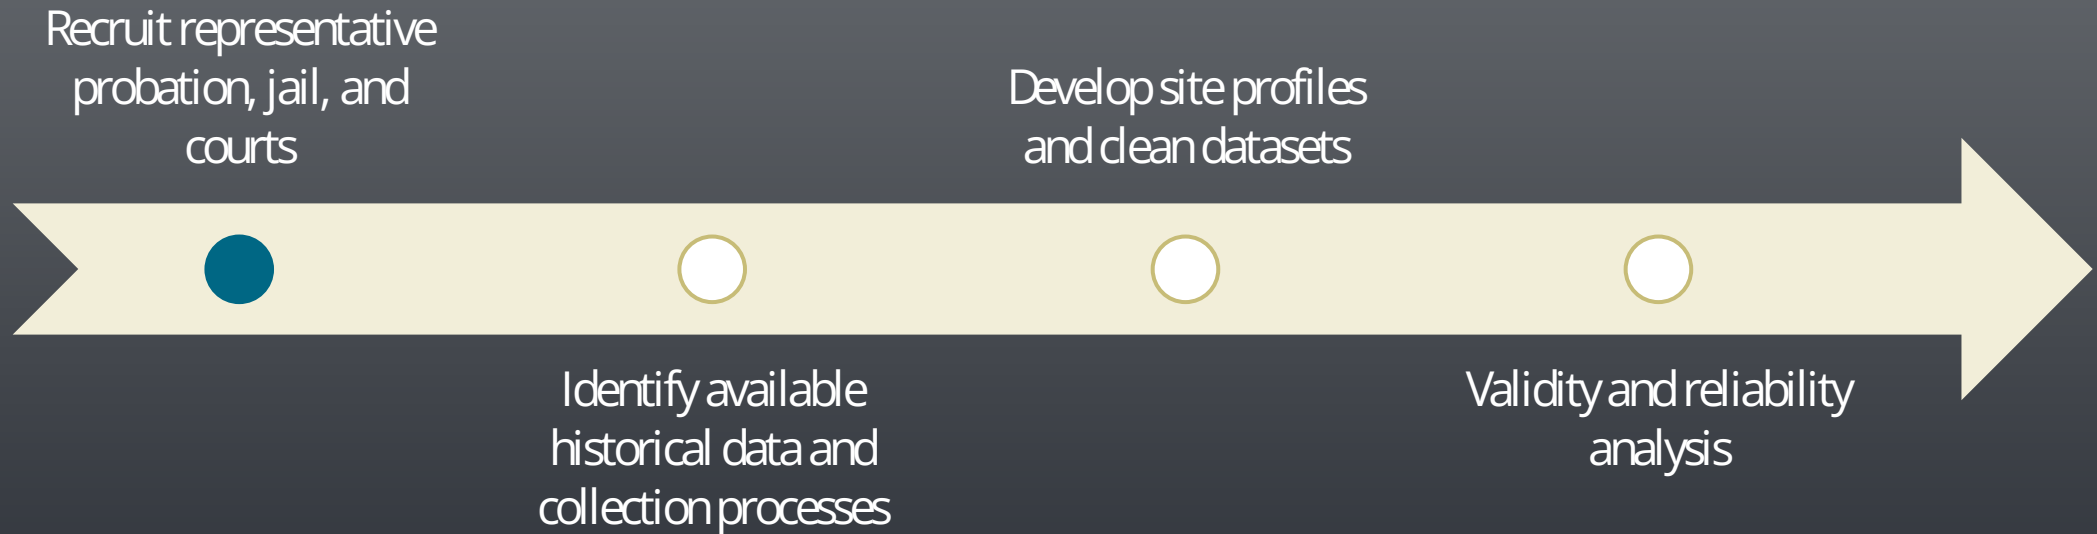 Recruit representative
probation, jail, and
courts
Identify available
historical data and
collection processes
Develop site profiles
and clean datasets
Validity and reliability
analysis